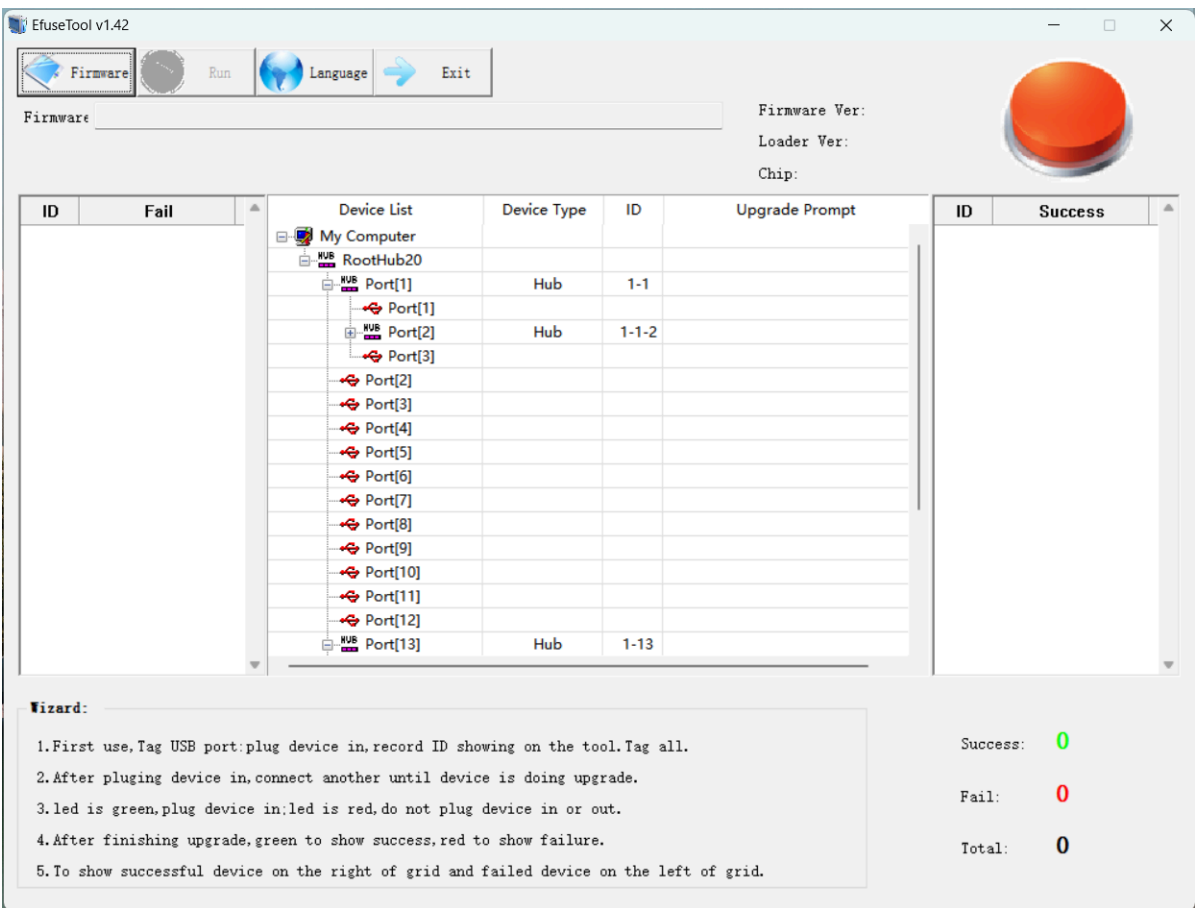 EfuseTool v1.42
Firmware Run Language Exit
Firmware
Firmware Ver:
Loader Ver:
Chip:
ID Fail
Device List Device Type ID Upgrade Prompt
My Computer
HUB RootHub20
HUB Port[1] Hub 1-1
Port[1]
HUB Port[2] Hub 1-1-2
Port[3]
Port[2]
Port[3]
Port[4]
Port[5]
Port[6]
Port[7]
Port[8]
Port[9]
Port[10]
Port[11]
Port[12]
HUB Port[13] Hub 1-13
ID Success
Wizard:
1.First use,Tag USB port:plug device in,record ID showing on the tool.Tag all.
2.After pluging device in,connect another until device is doing upgrade.
3.led is green,plug device in;led is red,do not plug device in or out.
4.After finishing upgrade,green to show success,red to show failure.
5.To show successful device on the right of grid and failed device on the left of grid.
Success: 0
Fail: 0
Total: 0